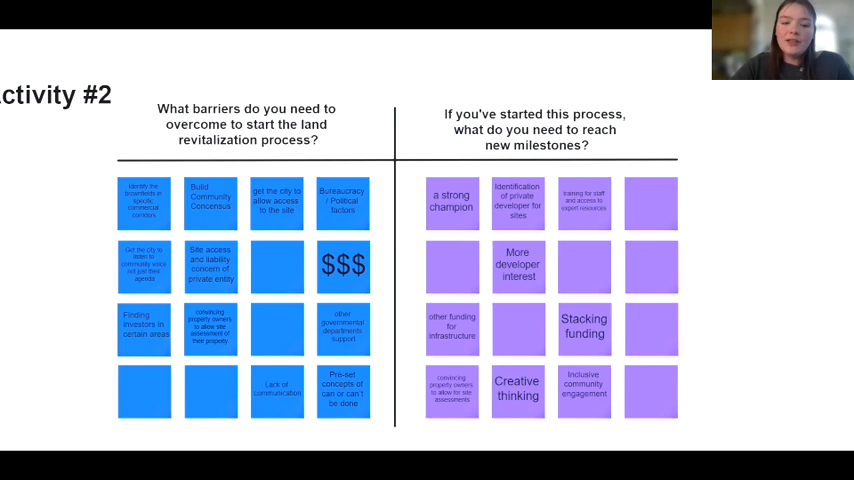 ctivity #2
What barriers do you need to
overcome to start the land
revitalization process?
If you've started this process,
what do you need to reach
new milestones?
Identify the
brownfields in
specific
commercial
corridors
Build
Community
Concensus
get the city to
allow access
to the site
Bureaucracy
/ Political
factors
Get the city to
listen to
community voice
not just their
agenda
Site access
and liability
concern of
private entity
$$$
Finding
investors in
certain areas
convincing
property owners
to allow site
assessment of
their property.
other
governmental
departments
support
Lack of
communication
Pre-set
concepts of
can or can't
be done
a strong
champion
Identification
of private
developer for
sites
training for staff
and access to
expert resources
More
developer
interest
other funding
for
infrastructure
Stacking
funding
convincing
property owners
to allow for site
assessments
Creative
thinking
Inclusive
community
engagement